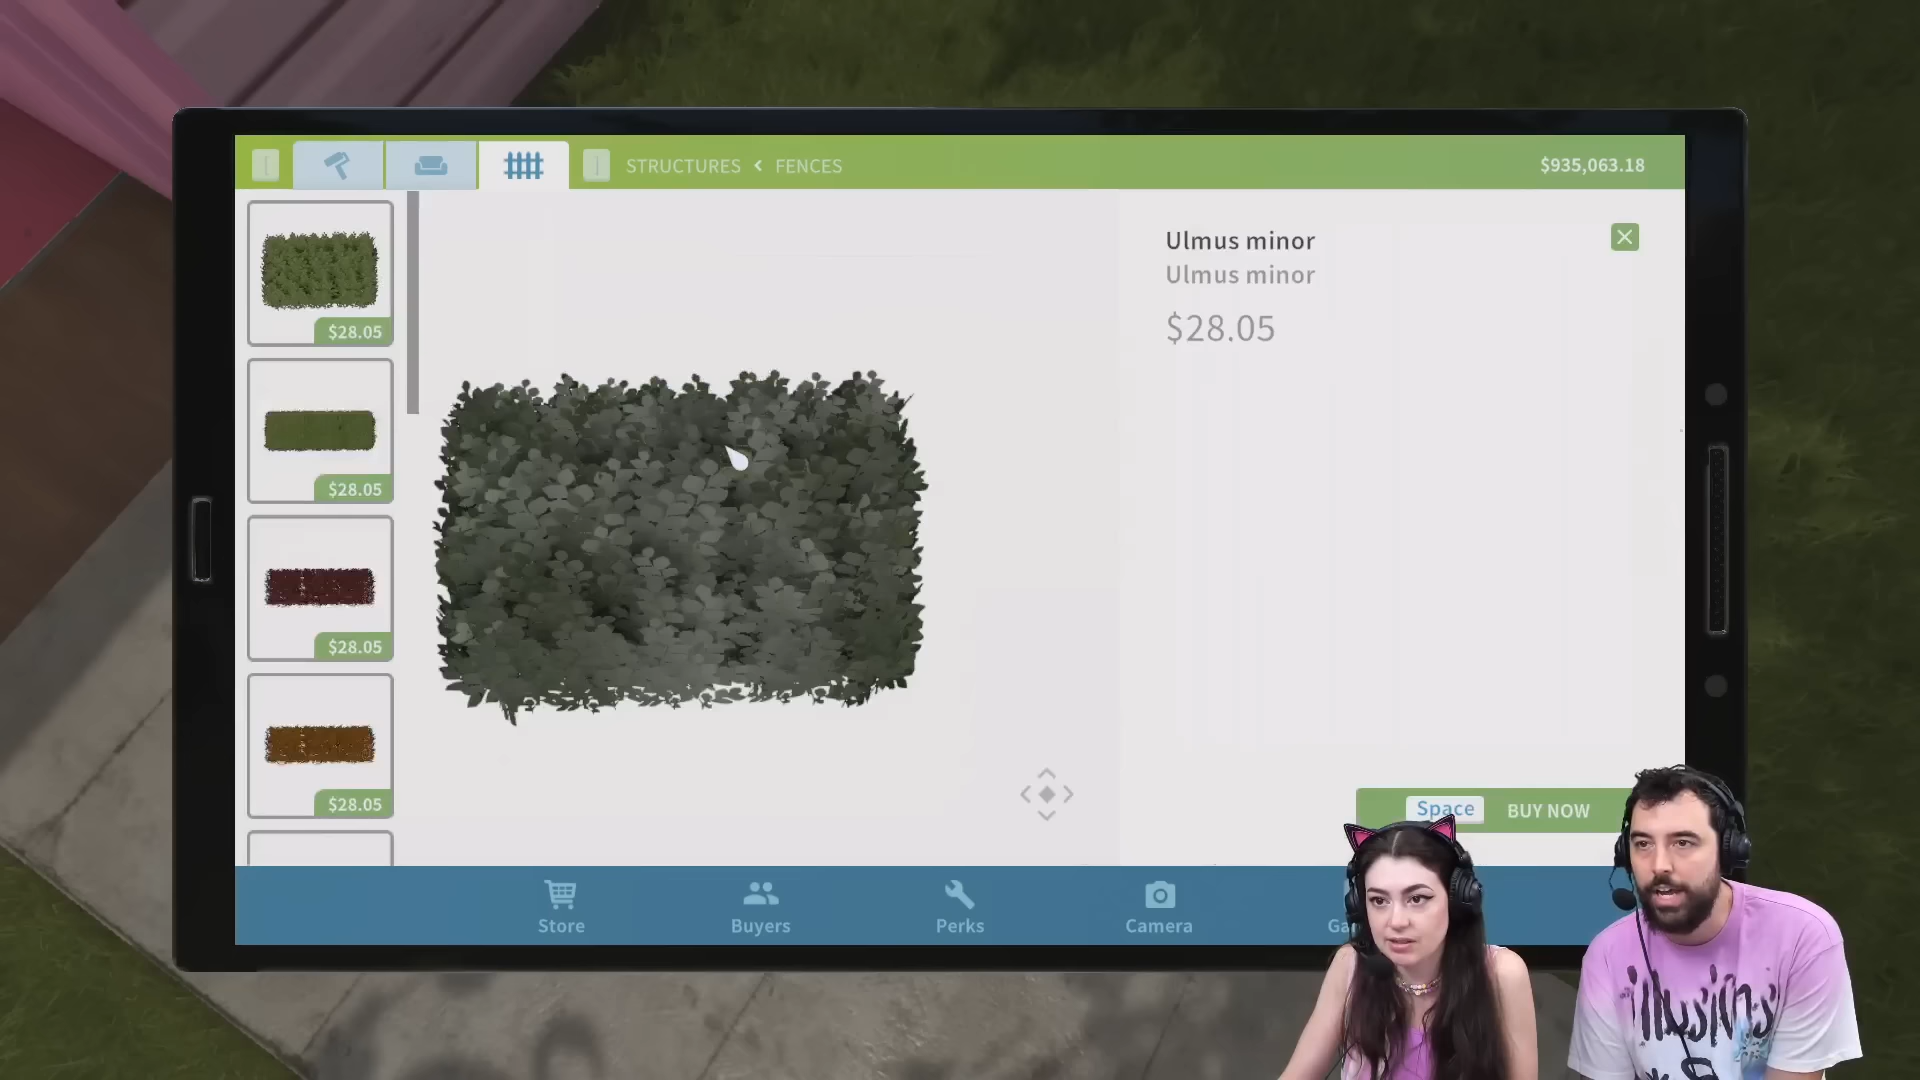 STRUCTURES < FENCES
$935,063.18
$28.05
$28.05
$28.05
$28.05
Ulmus minor
Ulmus minor
$28.05
Space BUY NOW
Store
Buyers
Perks
Camera